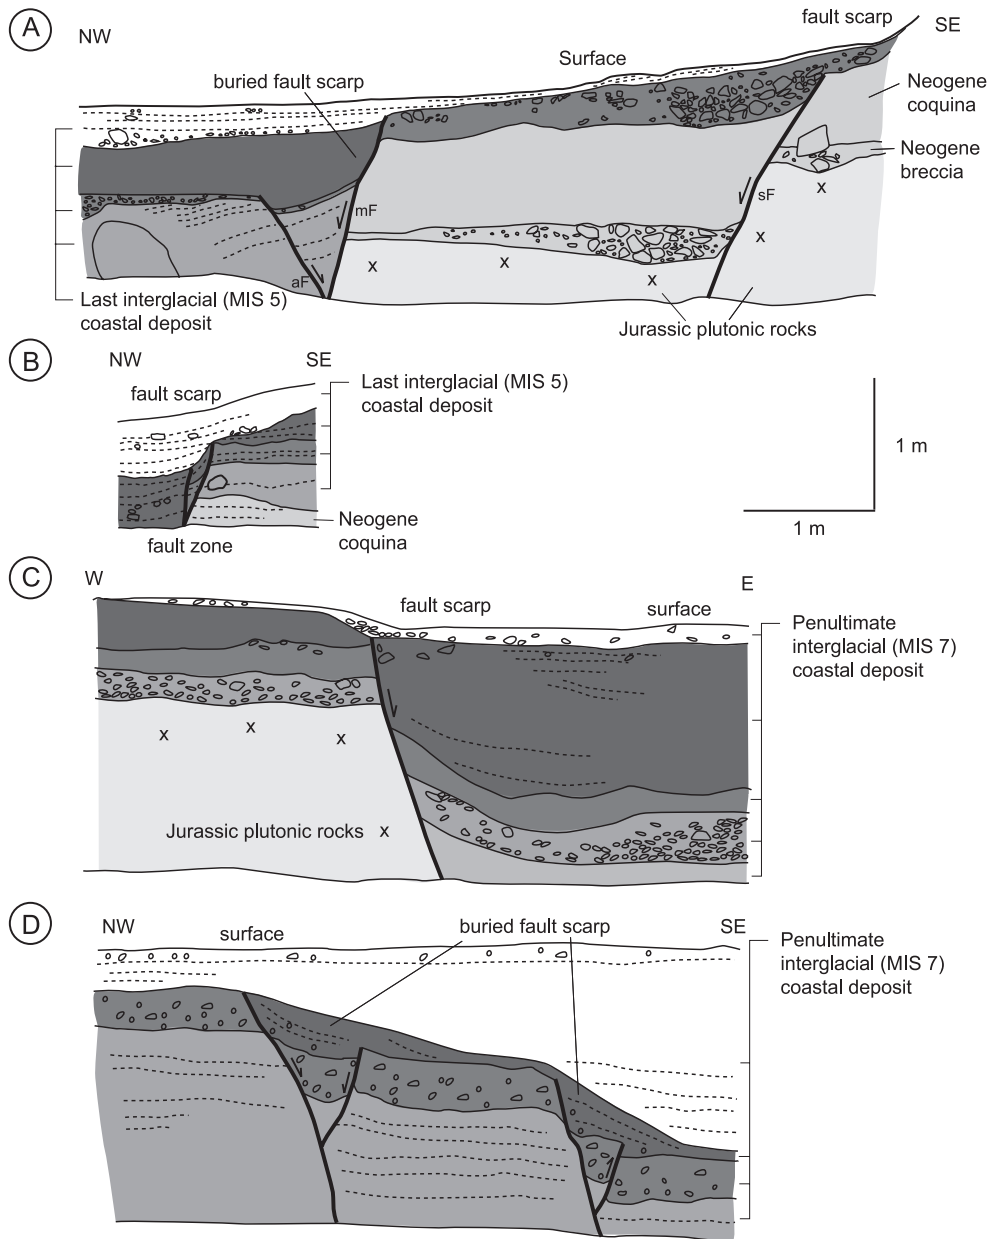 A
NW
fault scarp
SE
Surface
buried fault scarp
Neogene
coquina
Neogene
breccia
x
sF
mF
x
x
x
x
aF
Last interglacial (MIS 5)
coastal deposit
Jurassic plutonic rocks
B
NW
SE
fault scarp
Last interglacial (MIS 5)
coastal deposit
1 m
1 m
Neogene
coquina
fault zone
C
W
E
fault scarp
surface
Penultimate
interglacial (MIS 7)
coastal deposit
x
x
x
Jurassic plutonic rocks
x
D
NW
surface
buried fault scarp
SE
Penultimate
interglacial (MIS 7)
coastal deposit